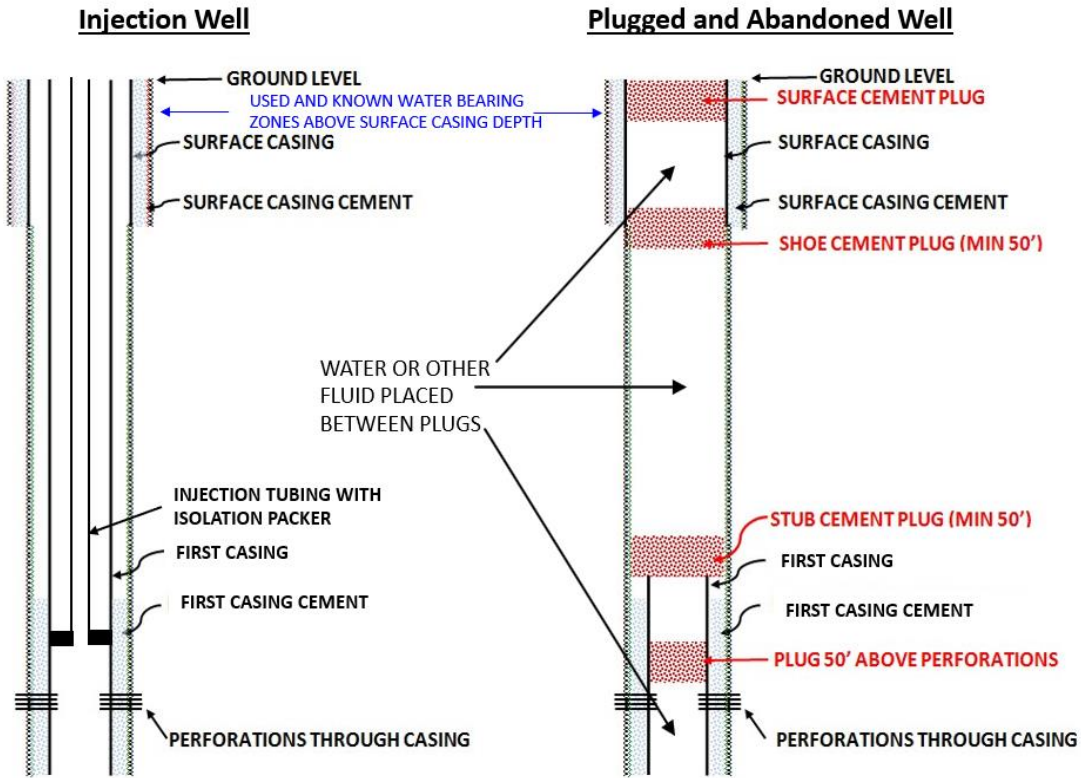 Injection Well
GROUND LEVEL
USED AND KNOWN WATER BEARING
ZONES ABOVE SURFACE CASING DEPTH
SURFACE CASING
SURFACE CASING CEMENT
WATER OR OTHER
FLUID PLACED
BETWEEN PLUGS
INJECTION TUBING WITH
ISOLATION PACKER
FIRST CASING
FIRST CASING CEMENT
PERFORATIONS THROUGH CASING
Plugged and Abandoned Well
GROUND LEVEL
SURFACE CEMENT PLUG
SURFACE CASING
SURFACE CASING CEMENT
SHOE CEMENT PLUG (MIN 50’)
STUB CEMENT PLUG (MIN 50’)
FIRST CASING
FIRST CASING CEMENT
PLUG 50’ ABOVE PERFORATIONS
PERFORATIONS THROUGH CASING